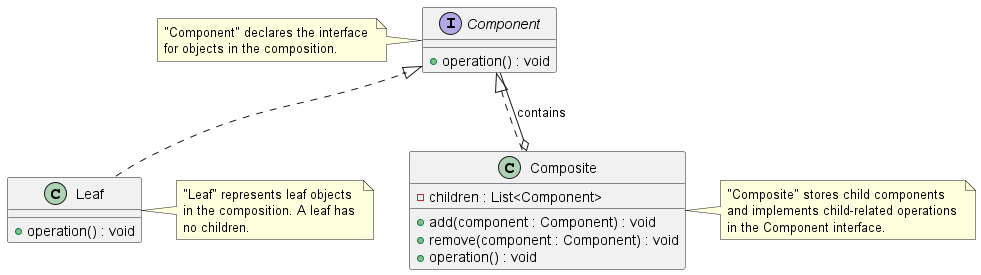 "Component" declares the interface
for objects in the composition.
I Component
operation() : void
contains
C Leaf
operation() : void
"Leaf" represents leaf objects
in the composition. A leaf has
no children.
C Composite
children : List<Component>
add(component : Component) : void
remove(component : Component) : void
operation() : void
"Composite" stores child components
and implements child-related operations
in the Component interface.